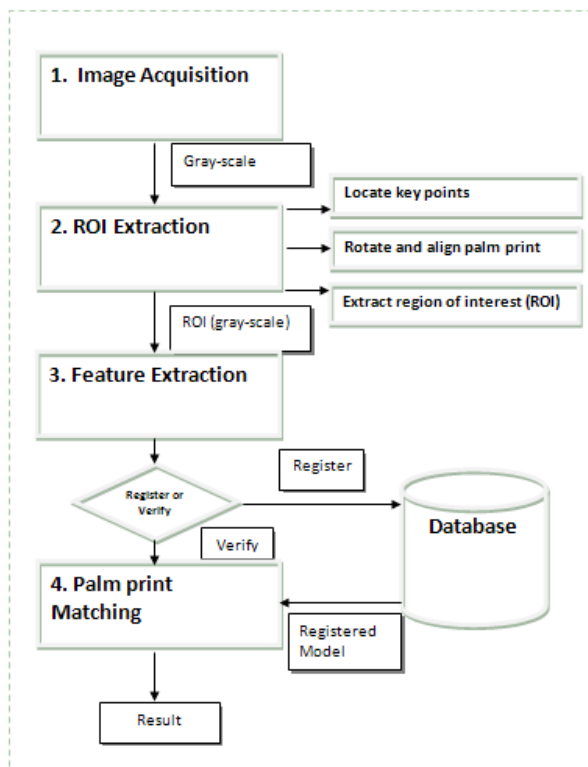 1. Image Acquisition
Gray-scale
Locate key points
2. ROI Extraction
Rotate and align palm print
Extract region of interest (ROI)
ROI (gray-scale)
3. Feature Extraction
Register
Register or
Verify
Database
Verify
4. Palm print
Matching
Registered
Model
Result